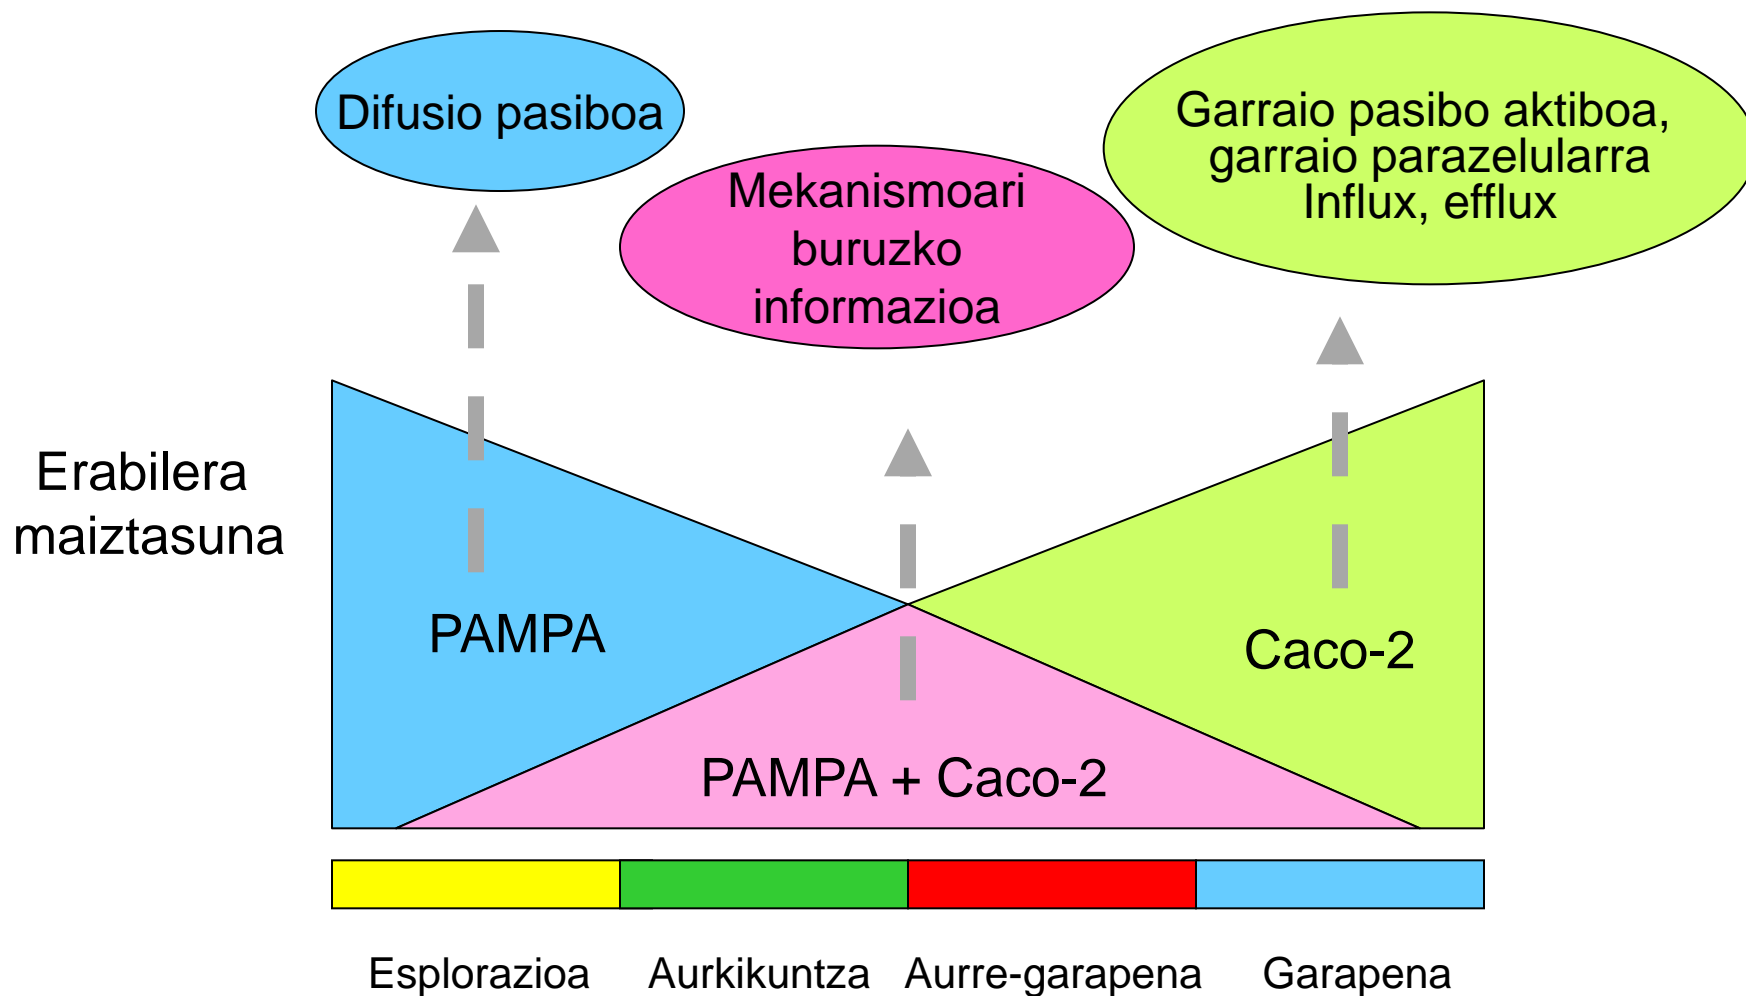 Difusio pasiboa
Garraio pasibo aktiboa,
garraio parazelularra
Influx, efflux
Mekanismoari
buruzko
informazioa
Erabilera
maiztasuna
PAMPA
Caco-2
PAMPA + Caco-2
Esplorazioa
Aurkikuntza
Aurre-garapena
Garapena